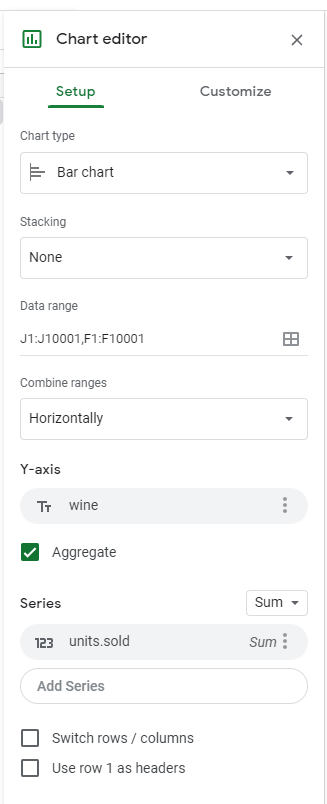 Chart editor
Setup
Customize
Chart type
Bar chart
Stacking
None
Data range
J1:J10001,F1:F10001
Combine ranges
Horizontally
Y-axis
Tт wine
Aggregate
Series
Sum
123 units.sold Sum
Add Series
Switch rows / columns
Use row 1 as headers